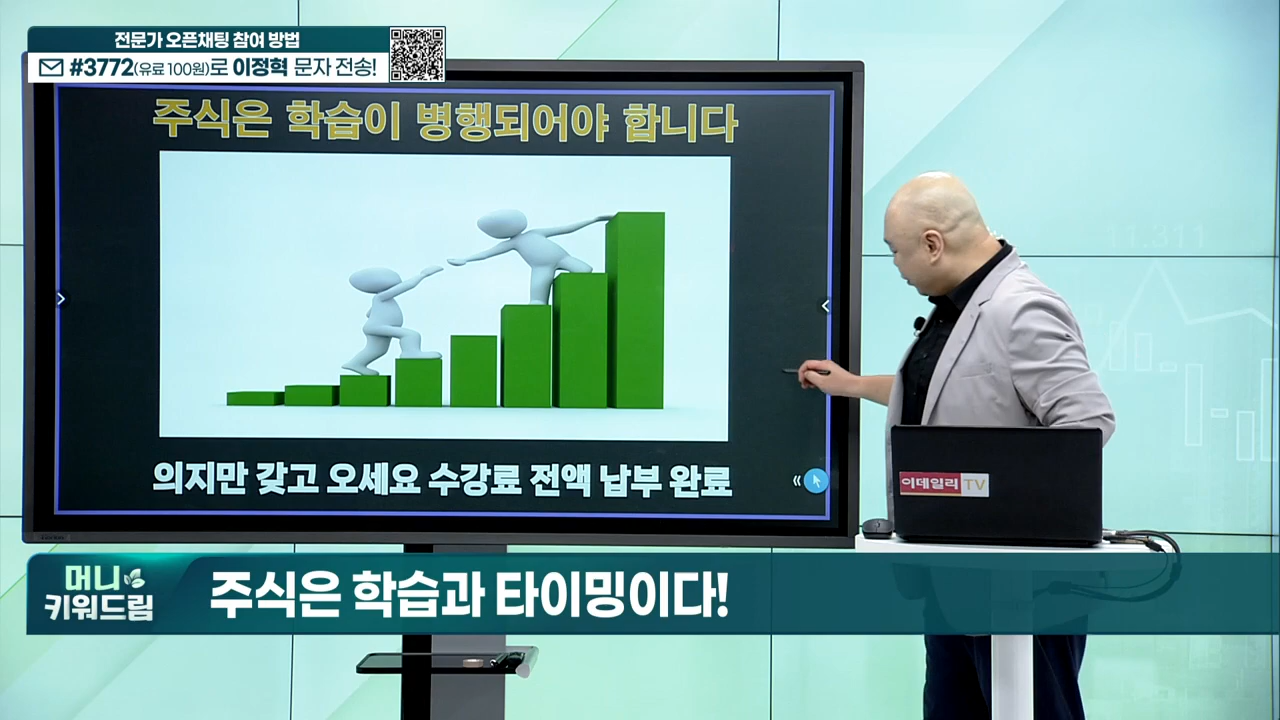 전문가 오픈채팅 참여 방법
#3772(유료 100원)로 이정혁 문자 전송!
주식은 학습이 병행되어야 합니다
의지만 갖고 오세요 수강료 전액 납부 완료
이데일리TV
11.311
머니
키워드림
주식은 학습과 타이밍이다!